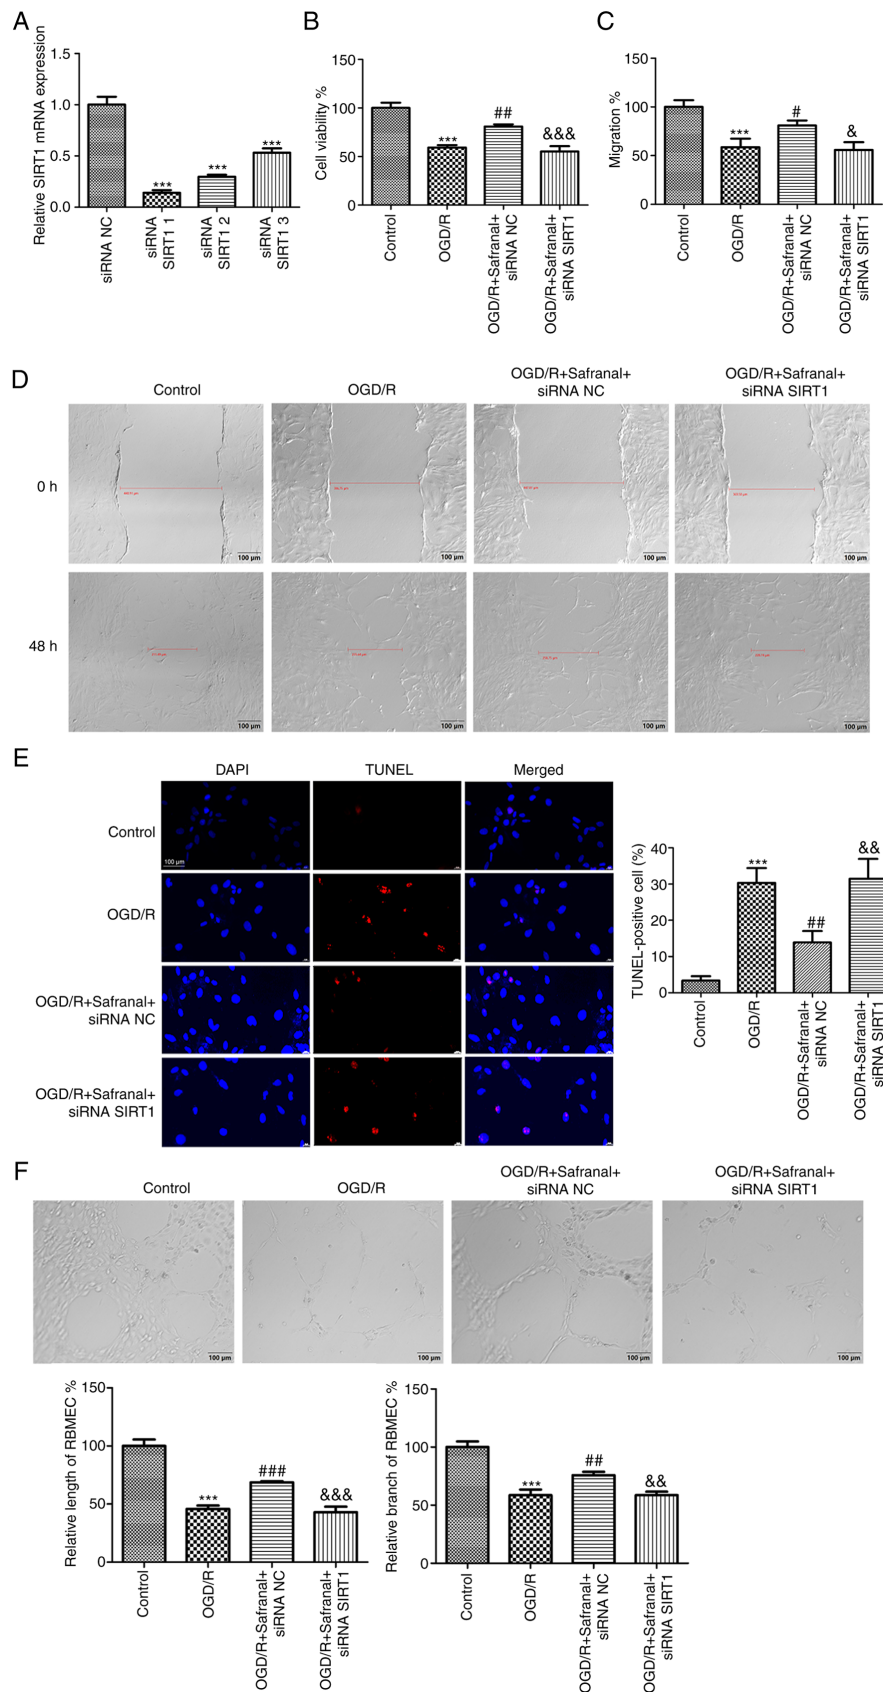 A
Relative SIRT1 mRNA expression
1.5
1.0
0.5
0.0
***
***
***
siRNA NC
siRNA
SIRT1 1
siRNA
SIRT1 2
siRNA
SIRT1 3
B
Cell viability %
150
100
50
0
***
##
&&&
Control
OGD/R
OGD/R+Safranal+
siRNA NC
OGD/R+Safranal+
siRNA SIRT1
C
Migration %
150
100
50
0
***
#
&
Control
OGD/R
OGD/R+Safranal+
siRNA NC
OGD/R+Safranal+
siRNA SIRT1
D
Control
OGD/R
OGD/R+Safranal+
siRNA NC
OGD/R+Safranal+
siRNA SIRT1
0 h
100 μm
100 μm
100 μm
100 μm
48 h
100 μm
100 μm
100 μm
100 μm
E
DAPI
TUNEL
Merged
Control
100 μm
OGD/R
OGD/R+Safranal+
siRNA NC
OGD/R+Safranal+
siRNA SIRT1
TUNEL-positive cell (%)
40
30
20
10
0
***
##
&&
Control
OGD/R
OGD/R+Safranal+
siRNA NC
OGD/R+Safranal+
siRNA SIRT1
F
Control
OGD/R
OGD/R+Safranal+
siRNA NC
OGD/R+Safranal+
siRNA SIRT1
100 μm
100 μm
100 μm
100 μm
Relative length of RBMEC %
150
100
50
0
***
###
&&&
Control
OGD/R
OGD/R+Safranal+
siRNA NC
OGD/R+Safranal+
siRNA SIRT1
Relative branch of RBMEC %
150
100
50
0
***
##
&&
Control
OGD/R
OGD/R+Safranal+
siRNA NC
OGD/R+Safranal+
siRNA SIRT1